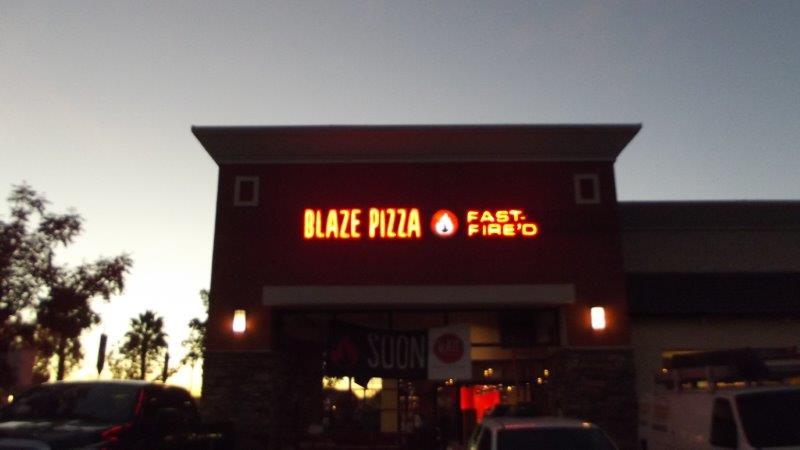 BLAZE PIZZA
FAST-
FIRE'D
SOON